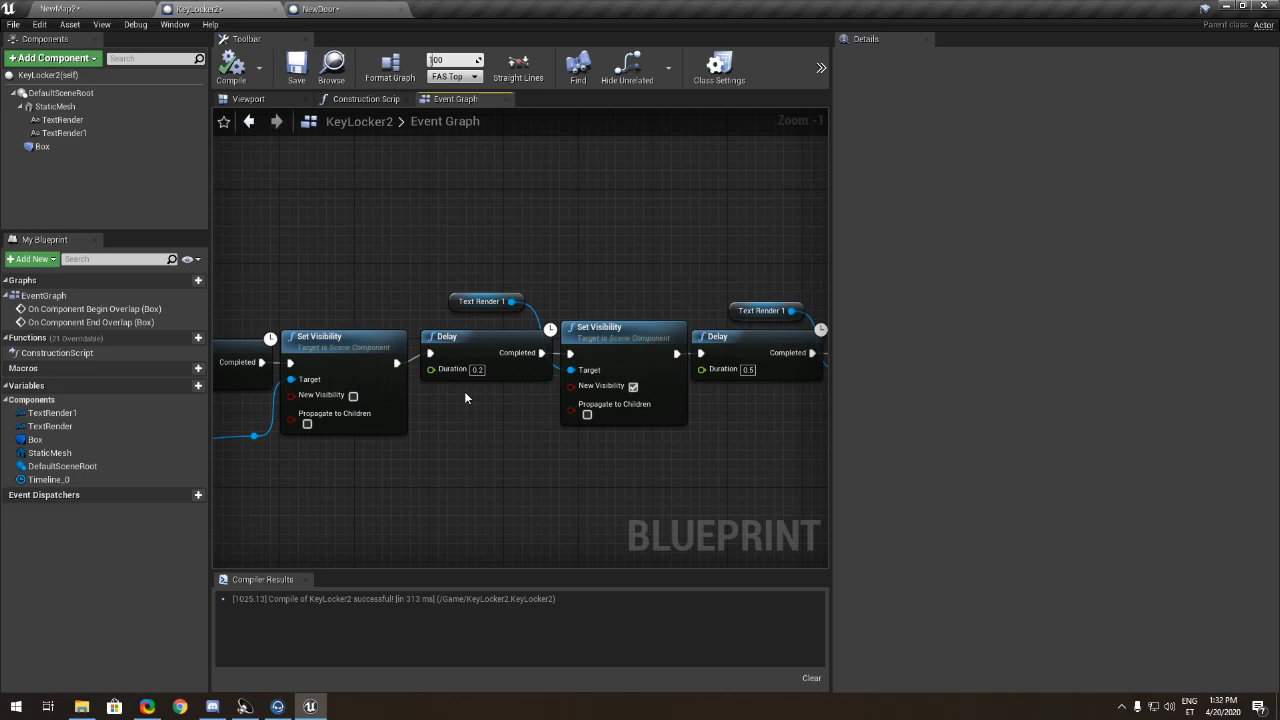 NewMap2*
KeyLocker2*
NewDoor*
File Edit Asset View Debug Window Help
Parent class: Actor
Components
Toolbar
Details
+Add Component
Search
Compile
Save
Browse
Format Graph
FAS Top
Straight Lines
Find
Hide Unrelated
Class Settings
KeyLocker2(self)
DefaultSceneRoot
StaticMesh
TextRender
TextRender1
Box
Viewport
Construction Scrip
Event Graph
KeyLocker2 > Event Graph
Zoom -1
My Blueprint
+Add New
Search
Graphs
EventGraph
On Component Begin Overlap (Box)
On Component End Overlap (Box)
Functions (21 Overridable)
ConstructionScript
Macros
Variables
Components
TextRender1
TextRender
Box
StaticMesh
DefaultSceneRoot
Timeline_0
Event Dispatchers
Completed
Set Visibility
Target is Scene Component
Target
New Visibility
Propagate to Children
Text Render 1
Delay
Completed
Duration 0.2
Set Visibility
Target is Scene Component
Target
New Visibility
Propagate to Children
Text Render 1
Delay
Completed
Duration 0.5
BLUEPRINT
Compiler Results
[1025.13] Compile of KeyLocker2 successful! [in 313 ms] (/Game/KeyLocker2.KeyLocker2)
Clear
ENG
ET
1:32 PM
4/20/2020